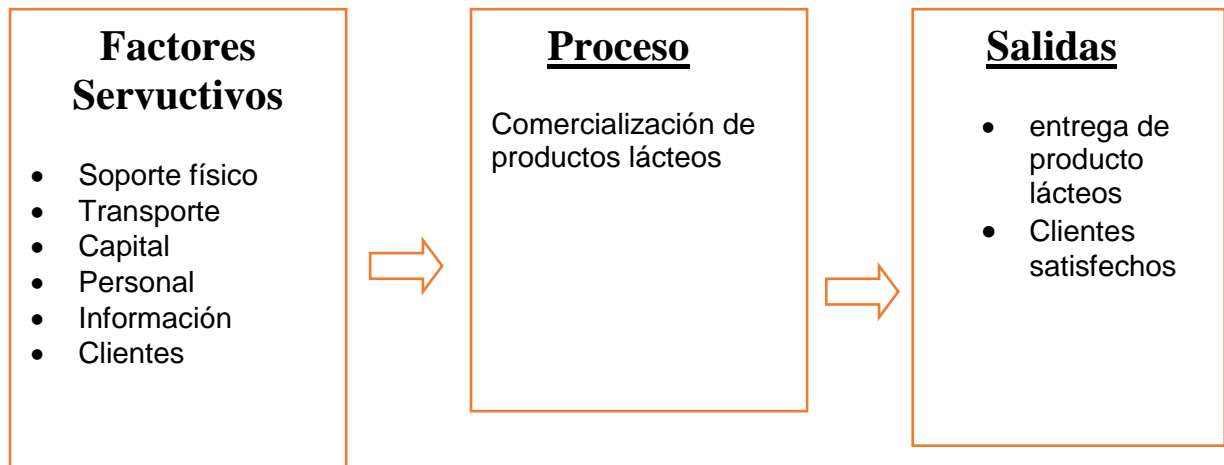 Factores
Servuctivos
• Soporte físico
• Transporte
• Capital
• Personal
• Información
• Clientes
Proceso
Comercialización de
productos lácteos
Salidas
• entrega de
producto
lácteos
• Clientes
satisfechos